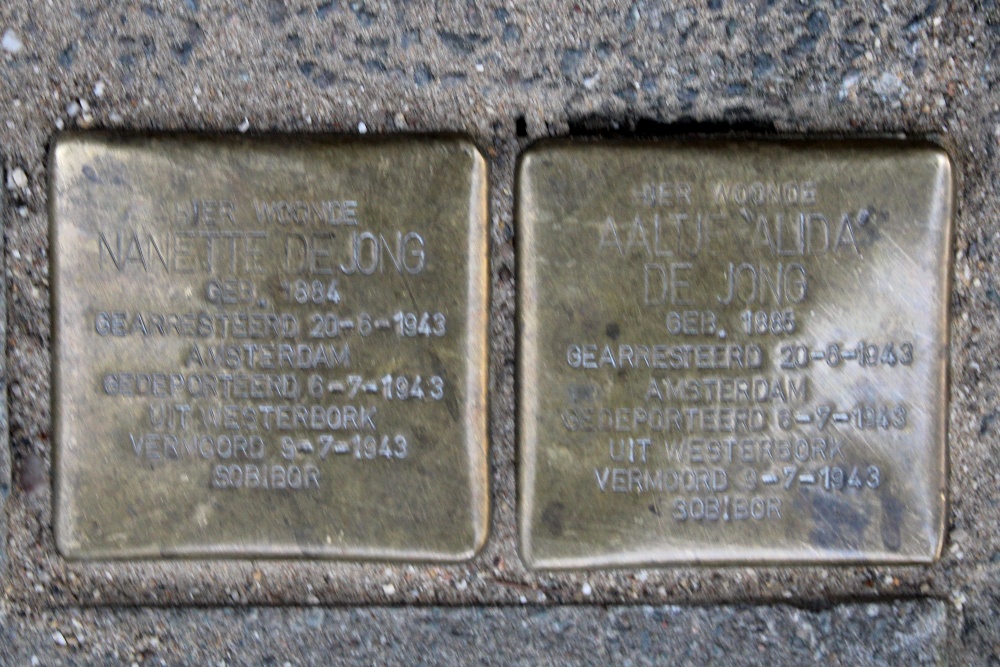 HIER WOONDE
NANETTE DE JONG
GEB. 1884
GEARRESTEERD 20-6-1943
AMSTERDAM
GEDEPORTEERD 6-7-1943
UIT WESTERBORK
VERMOORD 9-7-1943
SOBIBOR
HIER WOONDE
AALTJE "ALIDA"
DE JONG
GEB. 1885
GEARRESTEERD 20-6-1943
AMSTERDAM
GEDEPORTEERD 6-7-1943
UIT WESTERBORK
VERMOORD 9-7-1943
SOBIBOR